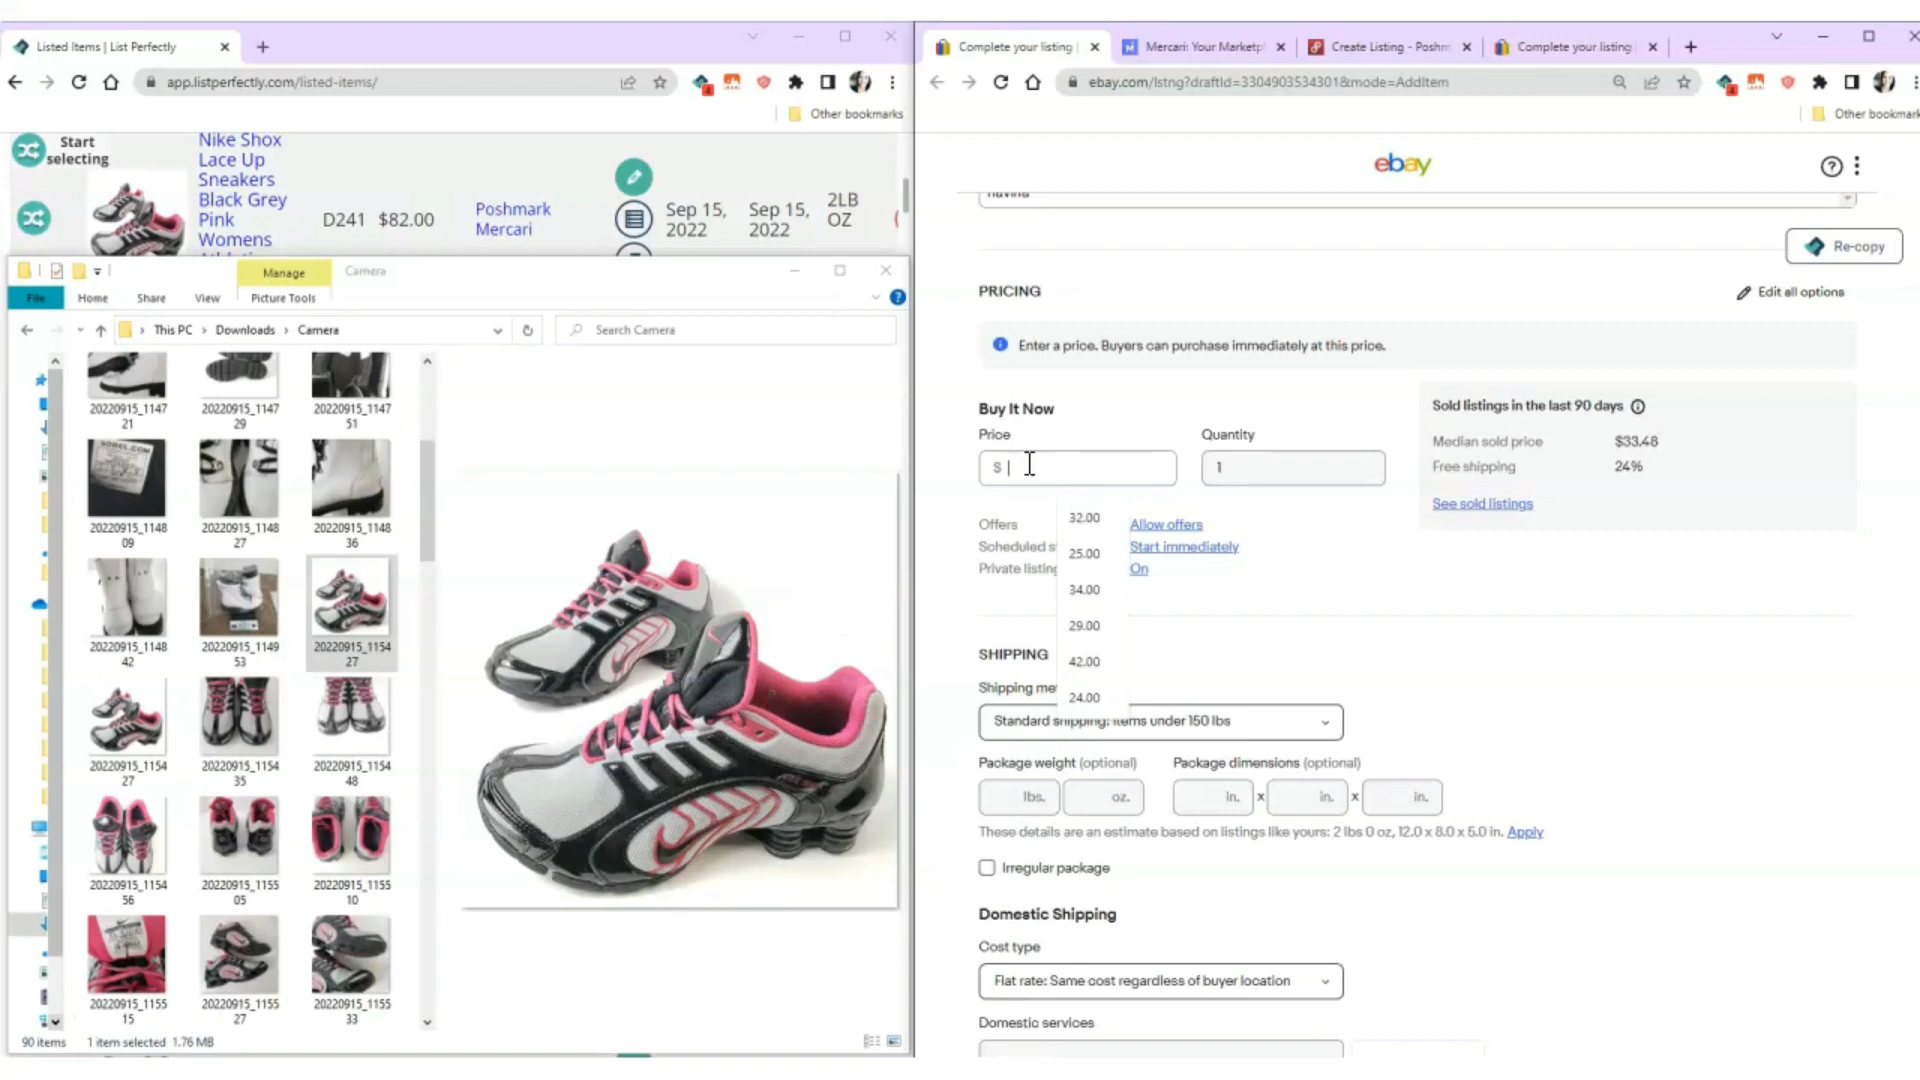 Listed Items | List Perfectly
app.listperfectly.com/listed-items/
Other bookmarks
Start
selecting
Nike Shox
Lace Up
Sneakers
Black Grey
Pink
Womens
D241
$82.00
Poshmark
Mercari
Sep 15,
2022
Sep 15,
2022
2LB
OZ
Manage
Camera
File
Home
Share
View
Picture Tools
This PC
Downloads
Camera
Search Camera
20220915_1147
21
20220915_1147
29
20220915_1147
51
SOREL.COM
20220915_1148
09
20220915_1148
27
20220915_1148
36
20220915_1148
42
20220915_1149
53
20220915_1154
27
20220915_1154
27
20220915_1154
35
20220915_1154
48
20220915_1154
56
20220915_1155
05
20220915_1155
10
20220915_1155
15
20220915_1155
27
20220915_1155
33
90 items
1 item selected 1.76 MB
Complete your listing |
Mercari: Your Marketpl
Create Listing - Poshm
Complete your listing
ebay.com/lstng?draftId=3304903534301&mode=AddItem
Other bookmark
ebay
Re-copy
PRICING
Edit all options
Enter a price. Buyers can purchase immediately at this price.
Buy It Now
Price
Quantity
$
1
Sold listings in the last 90 days
Median sold price
$33.48
Free shipping
24%
See sold listings
32.00
25.00
34.00
29.00
42.00
24.00
Offers
Allow offers
Scheduled s
Start immediately
Private listing
On
SHIPPING
Shipping me
Standard shipping: items under 150 lbs
Package weight (optional)
Package dimensions (optional)
lbs.
oz.
in.
x
in.
x
in.
These details are an estimate based on listings like yours: 2 lbs 0 oz, 12.0 x 8.0 x 5.0 in. Apply
Irregular package
Domestic Shipping
Cost type
Flat rate: Same cost regardless of buyer location
Domestic services